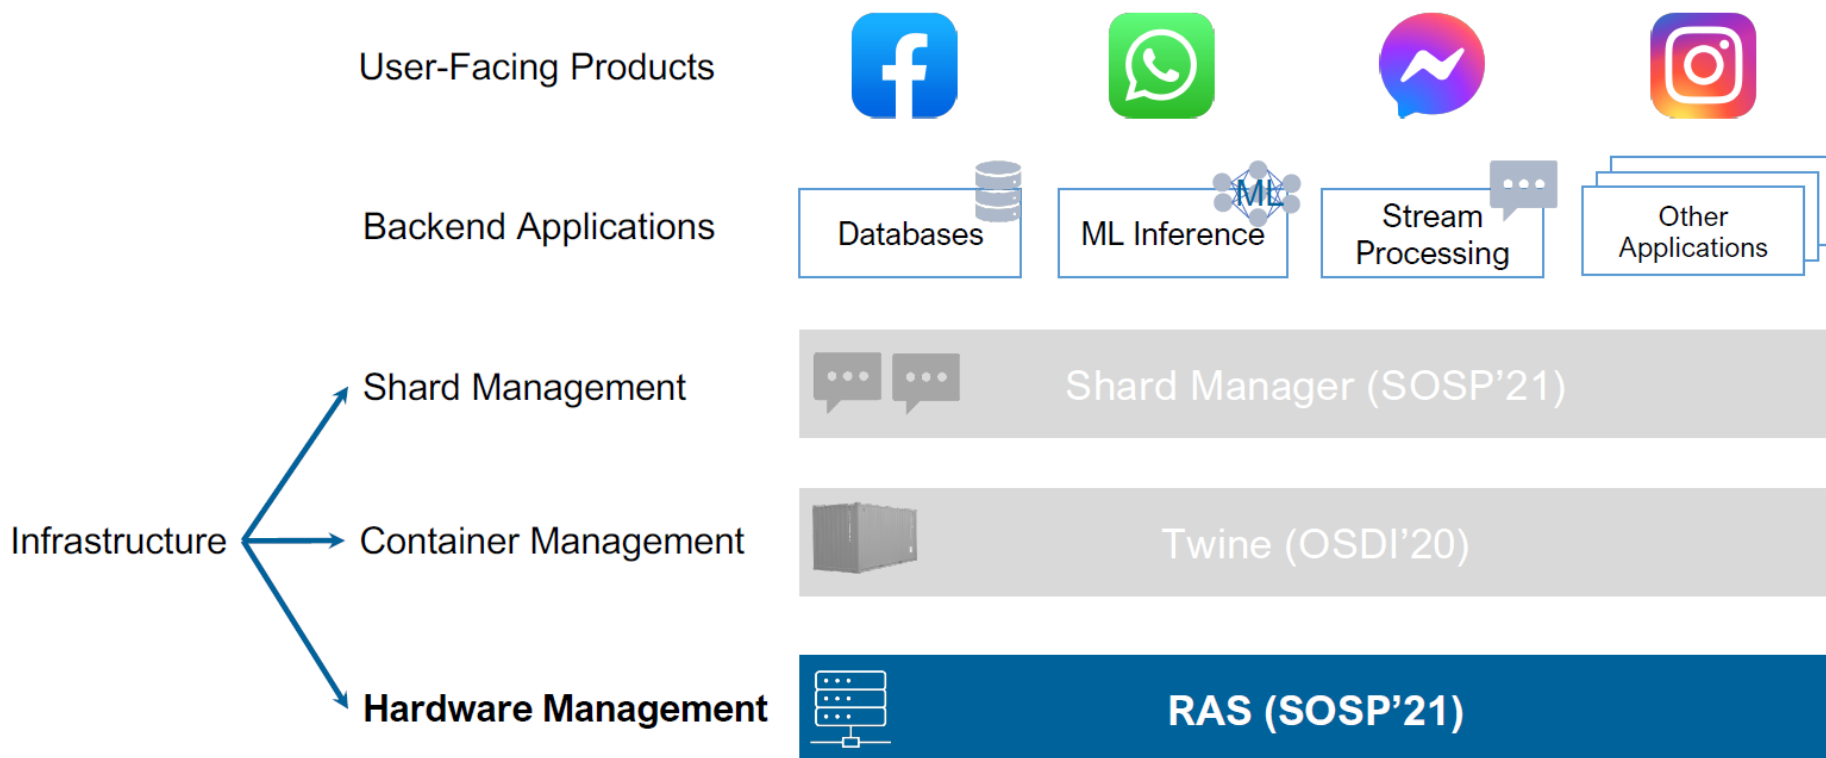 User-Facing Products
Backend Applications
Databases
ML
ML Inference
Stream
Processing
Other
Applications
Shard Management
Shard Manager (SOSP’21)
Infrastructure
Container Management
Twine (OSDI’20)
Hardware Management
RAS (SOSP’21)